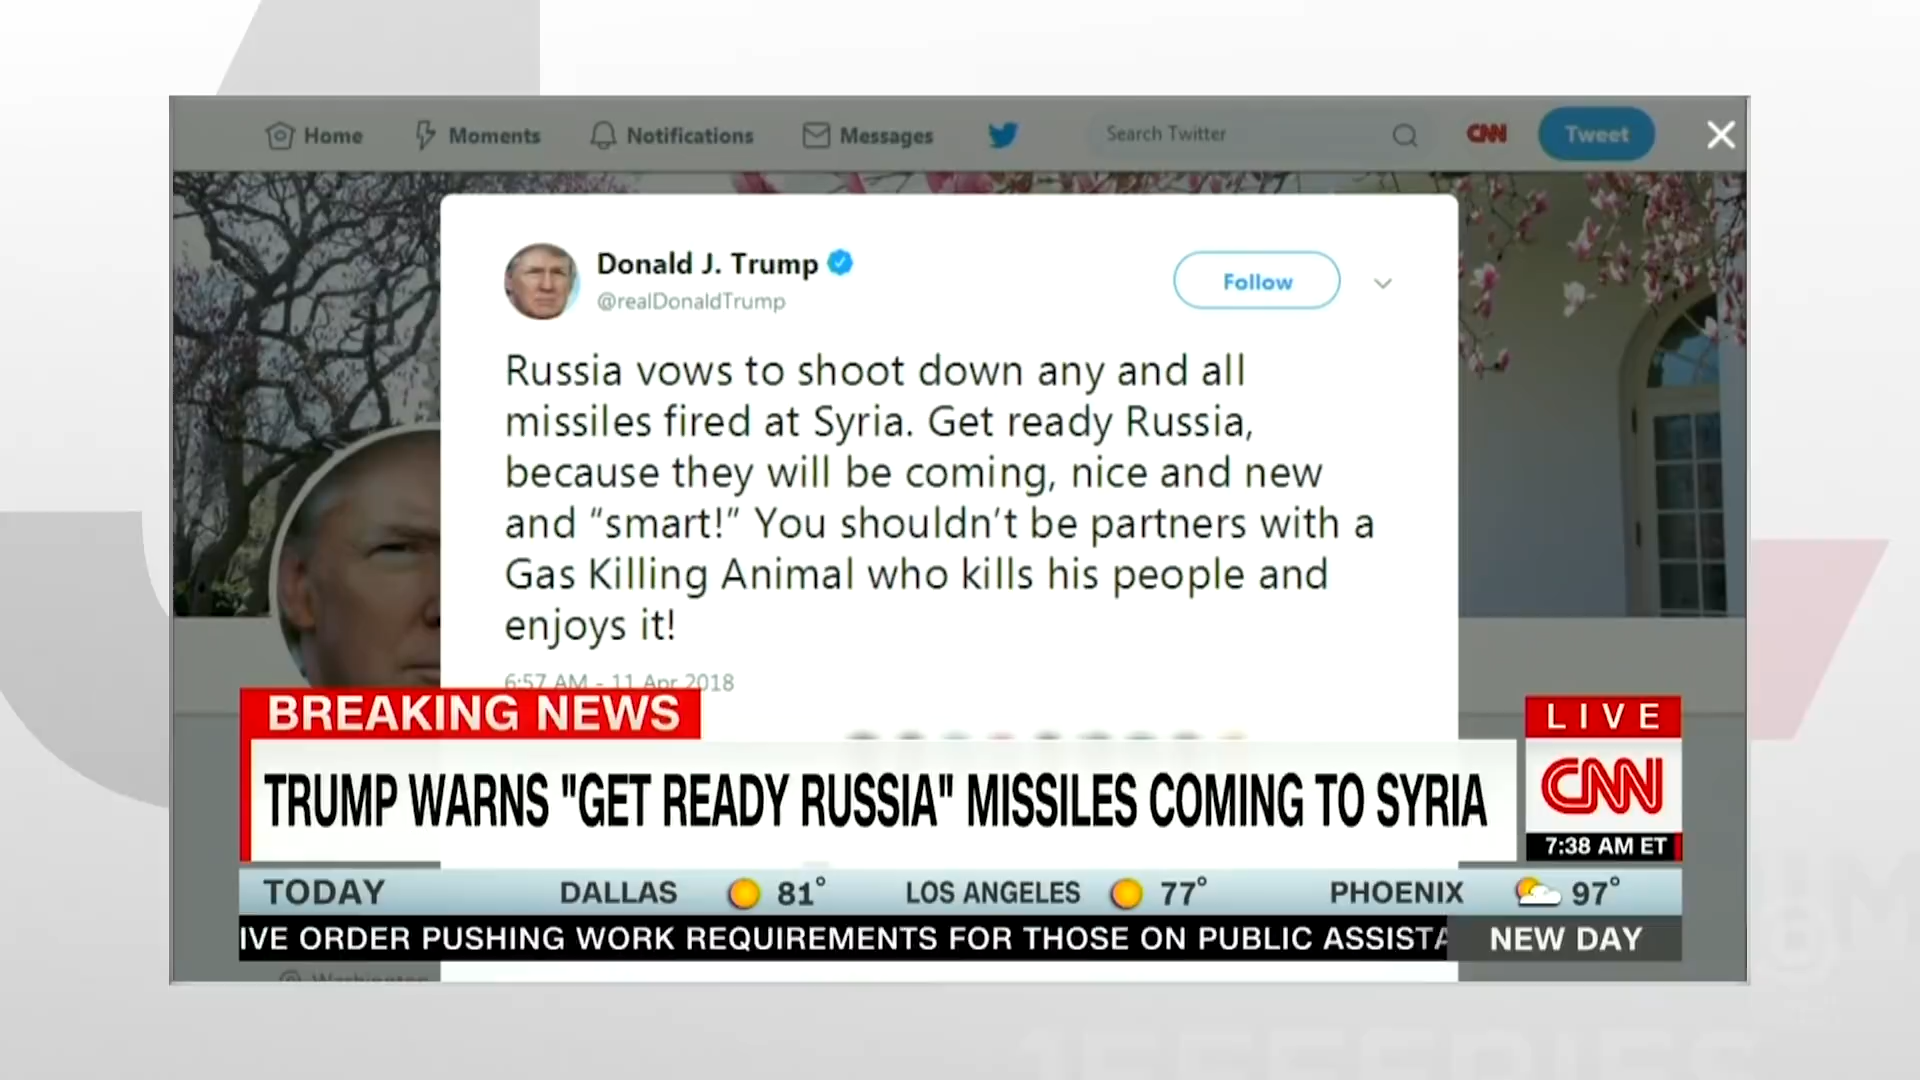 Home
Moments
Notifications
Messages
Search Twitter
CNN
Tweet
Donald J. Trump
@realDonaldTrump
Follow
Russia vows to shoot down any and all
missiles fired at Syria. Get ready Russia,
because they will be coming, nice and new
and “smart!” You shouldn’t be partners with a
Gas Killing Animal who kills his people and
enjoys it!
6:57 AM - 11 Apr 2018
BREAKING NEWS
LIVE
TRUMP WARNS "GET READY RUSSIA" MISSILES COMING TO SYRIA
CNN
7:38 AM ET
TODAY DALLAS 81° LOS ANGELES 77° PHOENIX 97°
IVE ORDER PUSHING WORK REQUIREMENTS FOR THOSE ON PUBLIC ASSISTA
NEW DAY
Washington